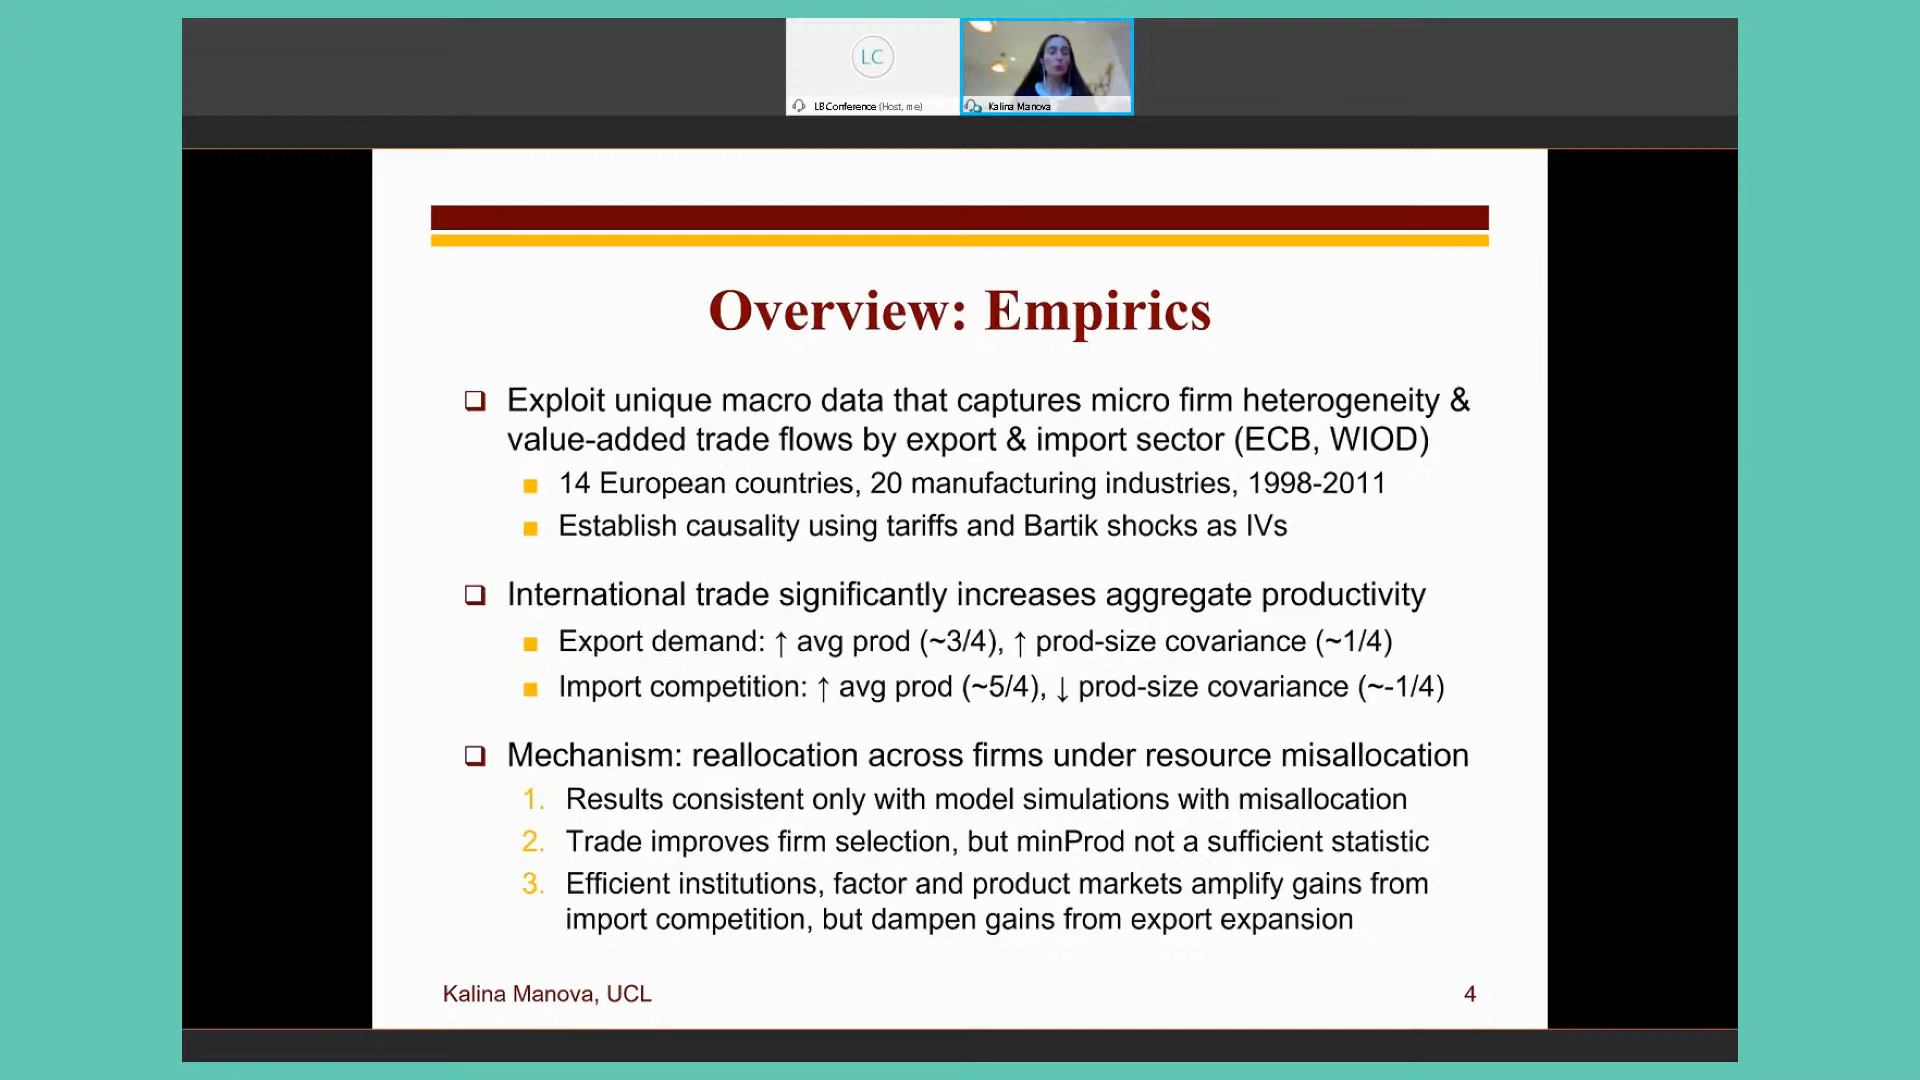 LC
LBConference (Host, me)
Kalina Manova
Overview: Empirics
❑ Exploit unique macro data that captures micro firm heterogeneity &
value-added trade flows by export & import sector (ECB, WIOD)
■ 14 European countries, 20 manufacturing industries, 1998-2011
■ Establish causality using tariffs and Bartik shocks as IVs
❑ International trade significantly increases aggregate productivity
■ Export demand: ↑ avg prod (~3/4), ↑ prod-size covariance (~1/4)
■ Import competition: ↑ avg prod (~5/4), ↓ prod-size covariance (~-1/4)
❑ Mechanism: reallocation across firms under resource misallocation
1. Results consistent only with model simulations with misallocation
2. Trade improves firm selection, but minProd not a sufficient statistic
3. Efficient institutions, factor and product markets amplify gains from
import competition, but dampen gains from export expansion
Kalina Manova, UCL
4